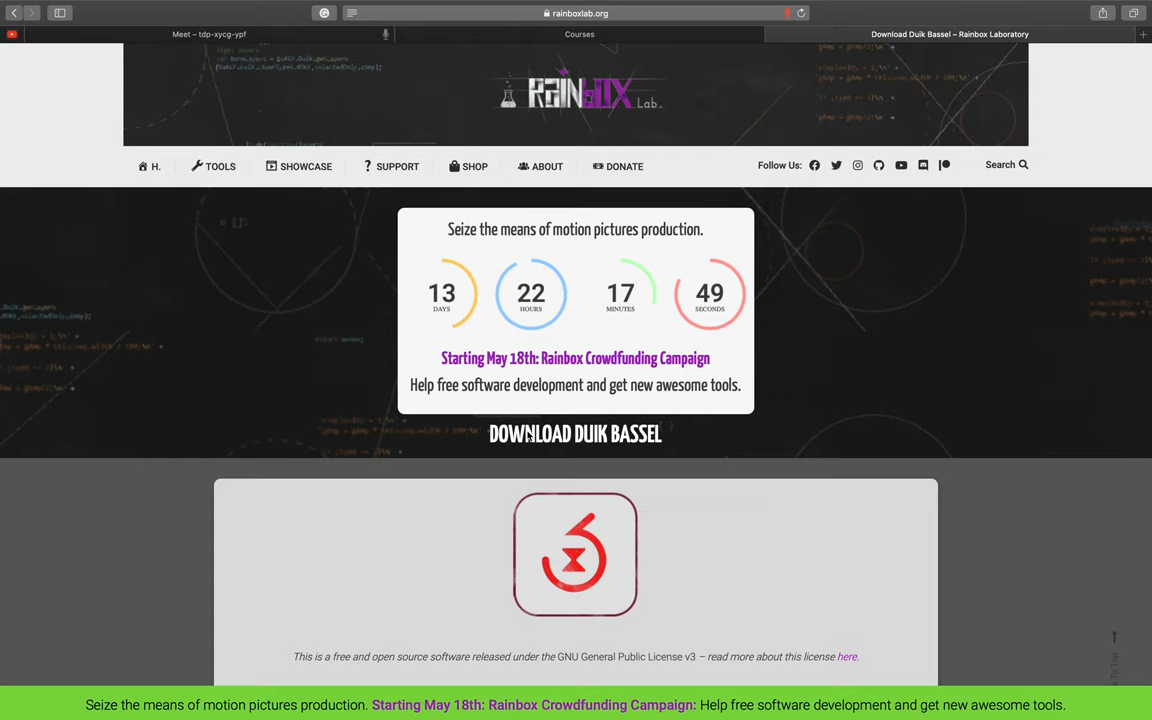 rainboxlab.org
Meet – tdp-xycg-ypf
Courses
Download Duik Bassel – Rainbox Laboratory
RAINBOX Lab.
H.
TOOLS
SHOWCASE
SUPPORT
SHOP
ABOUT
DONATE
Follow Us:
Search
Seize the means of motion pictures production.
13
22
17
49
DAYS
HOURS
MINUTES
SECONDS
Starting May 18th: Rainbox Crowdfunding Campaign
Help free software development and get new awesome tools.
DOWNLOAD DUIK BASSEL
This is a free and open source software released under the GNU General Public License v3 – read more about this license here.
To Top
Seize the means of motion pictures production. Starting May 18th: Rainbox Crowdfunding Campaign: Help free software development and get new awesome tools.